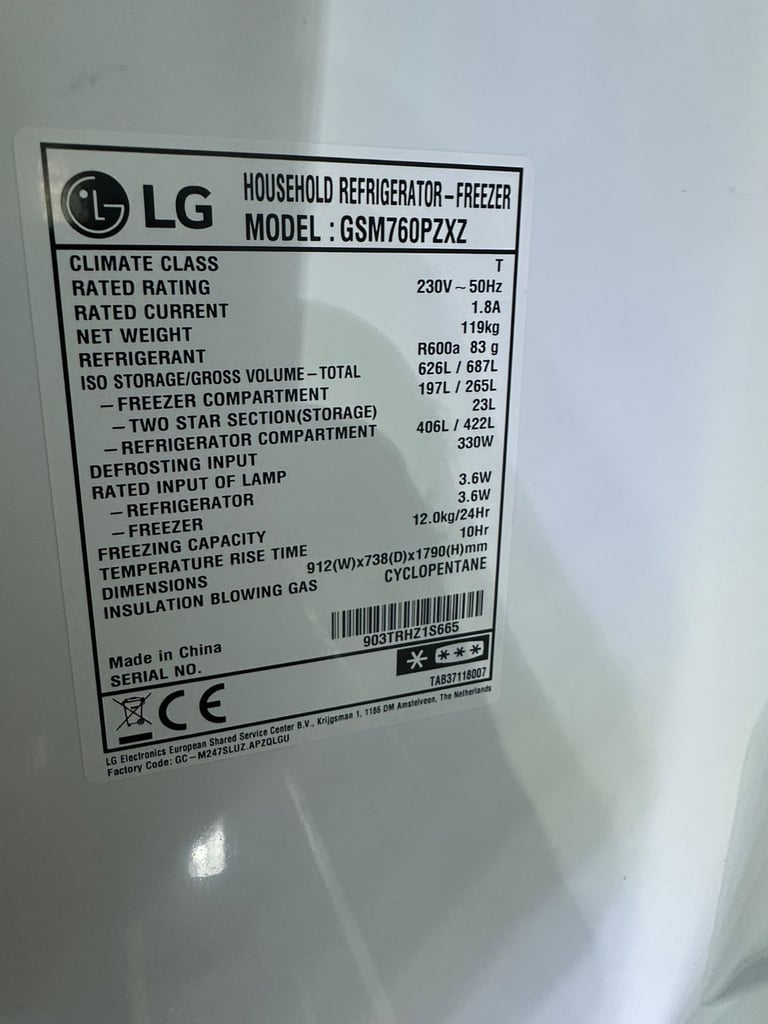 LG
HOUSEHOLD REFRIGERATOR-FREEZER
MODEL : GSM760PZXZ
CLIMATE CLASS T
RATED RATING 230V ~ 50Hz
RATED CURRENT 1.8A
NET WEIGHT 119kg
REFRIGERANT R600a 83 g
ISO STORAGE/GROSS VOLUME-TOTAL 626L / 687L
-FREEZER COMPARTMENT 197L / 265L
-TWO STAR SECTION(STORAGE) 23L
-REFRIGERATOR COMPARTMENT 406L / 422L
DEFROSTING INPUT 330W
RATED INPUT OF LAMP
-REFRIGERATOR 3.6W
-FREEZER 3.6W
FREEZING CAPACITY 12.0kg/24Hr
TEMPERATURE RISE TIME 10Hr
DIMENSIONS 912(W)x738(D)x1790(H)mm
INSULATION BLOWING GAS CYCLOPENTANE
Made in China
SERIAL NO. 903TRHZ1S665
CE
TAB37118007
LG Electronics European Shared Service Center B.V., Krijgsman 1, 1186 DM Amstelveen, The Netherlands
Factory Code: GC-M247SLUZ.APZQLGU